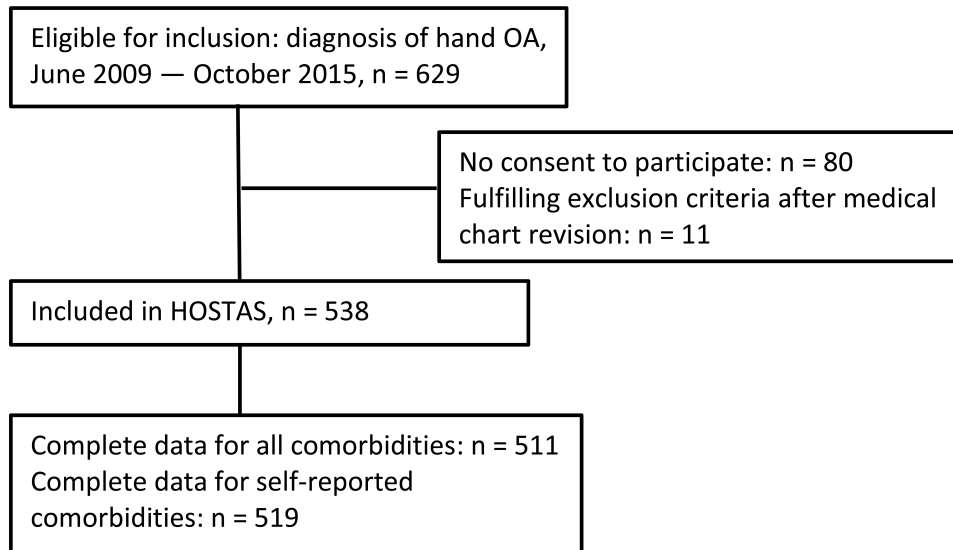 Eligible for inclusion: diagnosis of hand OA,
June 2009 — October 2015, n = 629
No consent to participate: n = 80
Fulfilling exclusion criteria after medical
chart revision: n = 11
Included in HOSTAS, n = 538
Complete data for all comorbidities: n = 511
Complete data for self-reported
comorbidities: n = 519